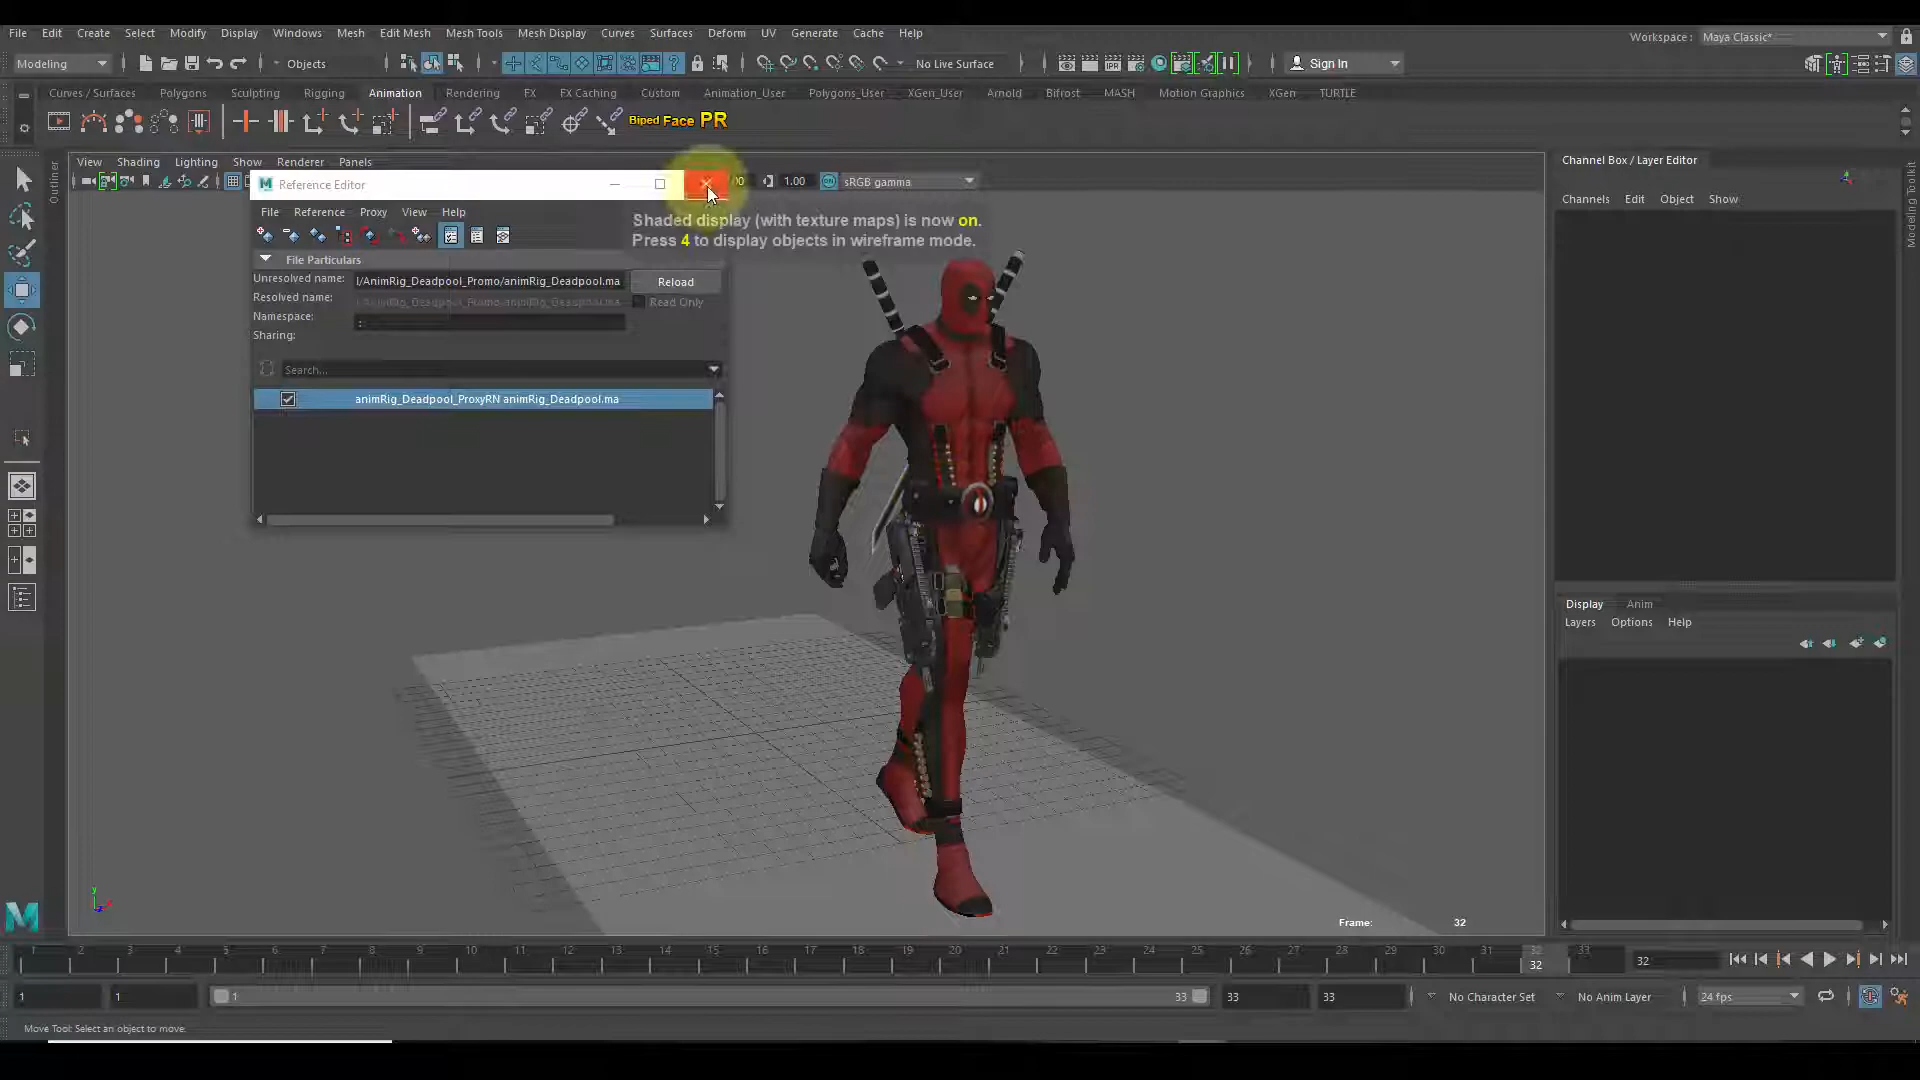 File Edit Create Select Modify Display Windows Mesh Edit Mesh Mesh Tools Mesh Display Curves Surfaces Deform UV Generate Cache Help
Workspace : Maya Classic*
Modeling Objects No Live Surface Sign In
Curves / Surfaces Polygons Sculpting Rigging Animation Rendering FX FX Caching Custom Animation_User Polygons_User XGen_User Arnold Bifrost MASH Motion Graphics XGen TURTLE
IPR
Biped Face PR
View Shading Lighting Show Renderer Panels
1.00 ON sRGB gamma
Reference Editor
File Reference Proxy View Help
Shaded display (with texture maps) is now on.
Press 4 to display objects in wireframe mode.
File Particulars
Unresolved name: l/AnimRig_Deadpool_Promo/animRig_Deadpool.ma Reload
Resolved name: l/AnimRig_Deadpool_Promo/animRig_Deadpool.ma Read Only
Namespace: :
Sharing:
Search...
animRig_Deadpool_ProxyRN animRig_Deadpool.ma
Outliner
Channel Box / Layer Editor
Channels Edit Object Show
Modeling Toolkit
Display Anim
Layers Options Help
y
Frame: 32
1 2 3 4 5 6 7 8 9 10 11 12 13 14 15 16 17 18 19 20 21 22 23 24 25 26 27 28 29 30 31 32 33
32
32
1 1 1 33 33 33 No Character Set No Anim Layer 24 fps
Move Tool: Select an object to move.